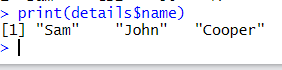 > print(details$name)
[1] "Sam"    "John"   "Cooper"
>